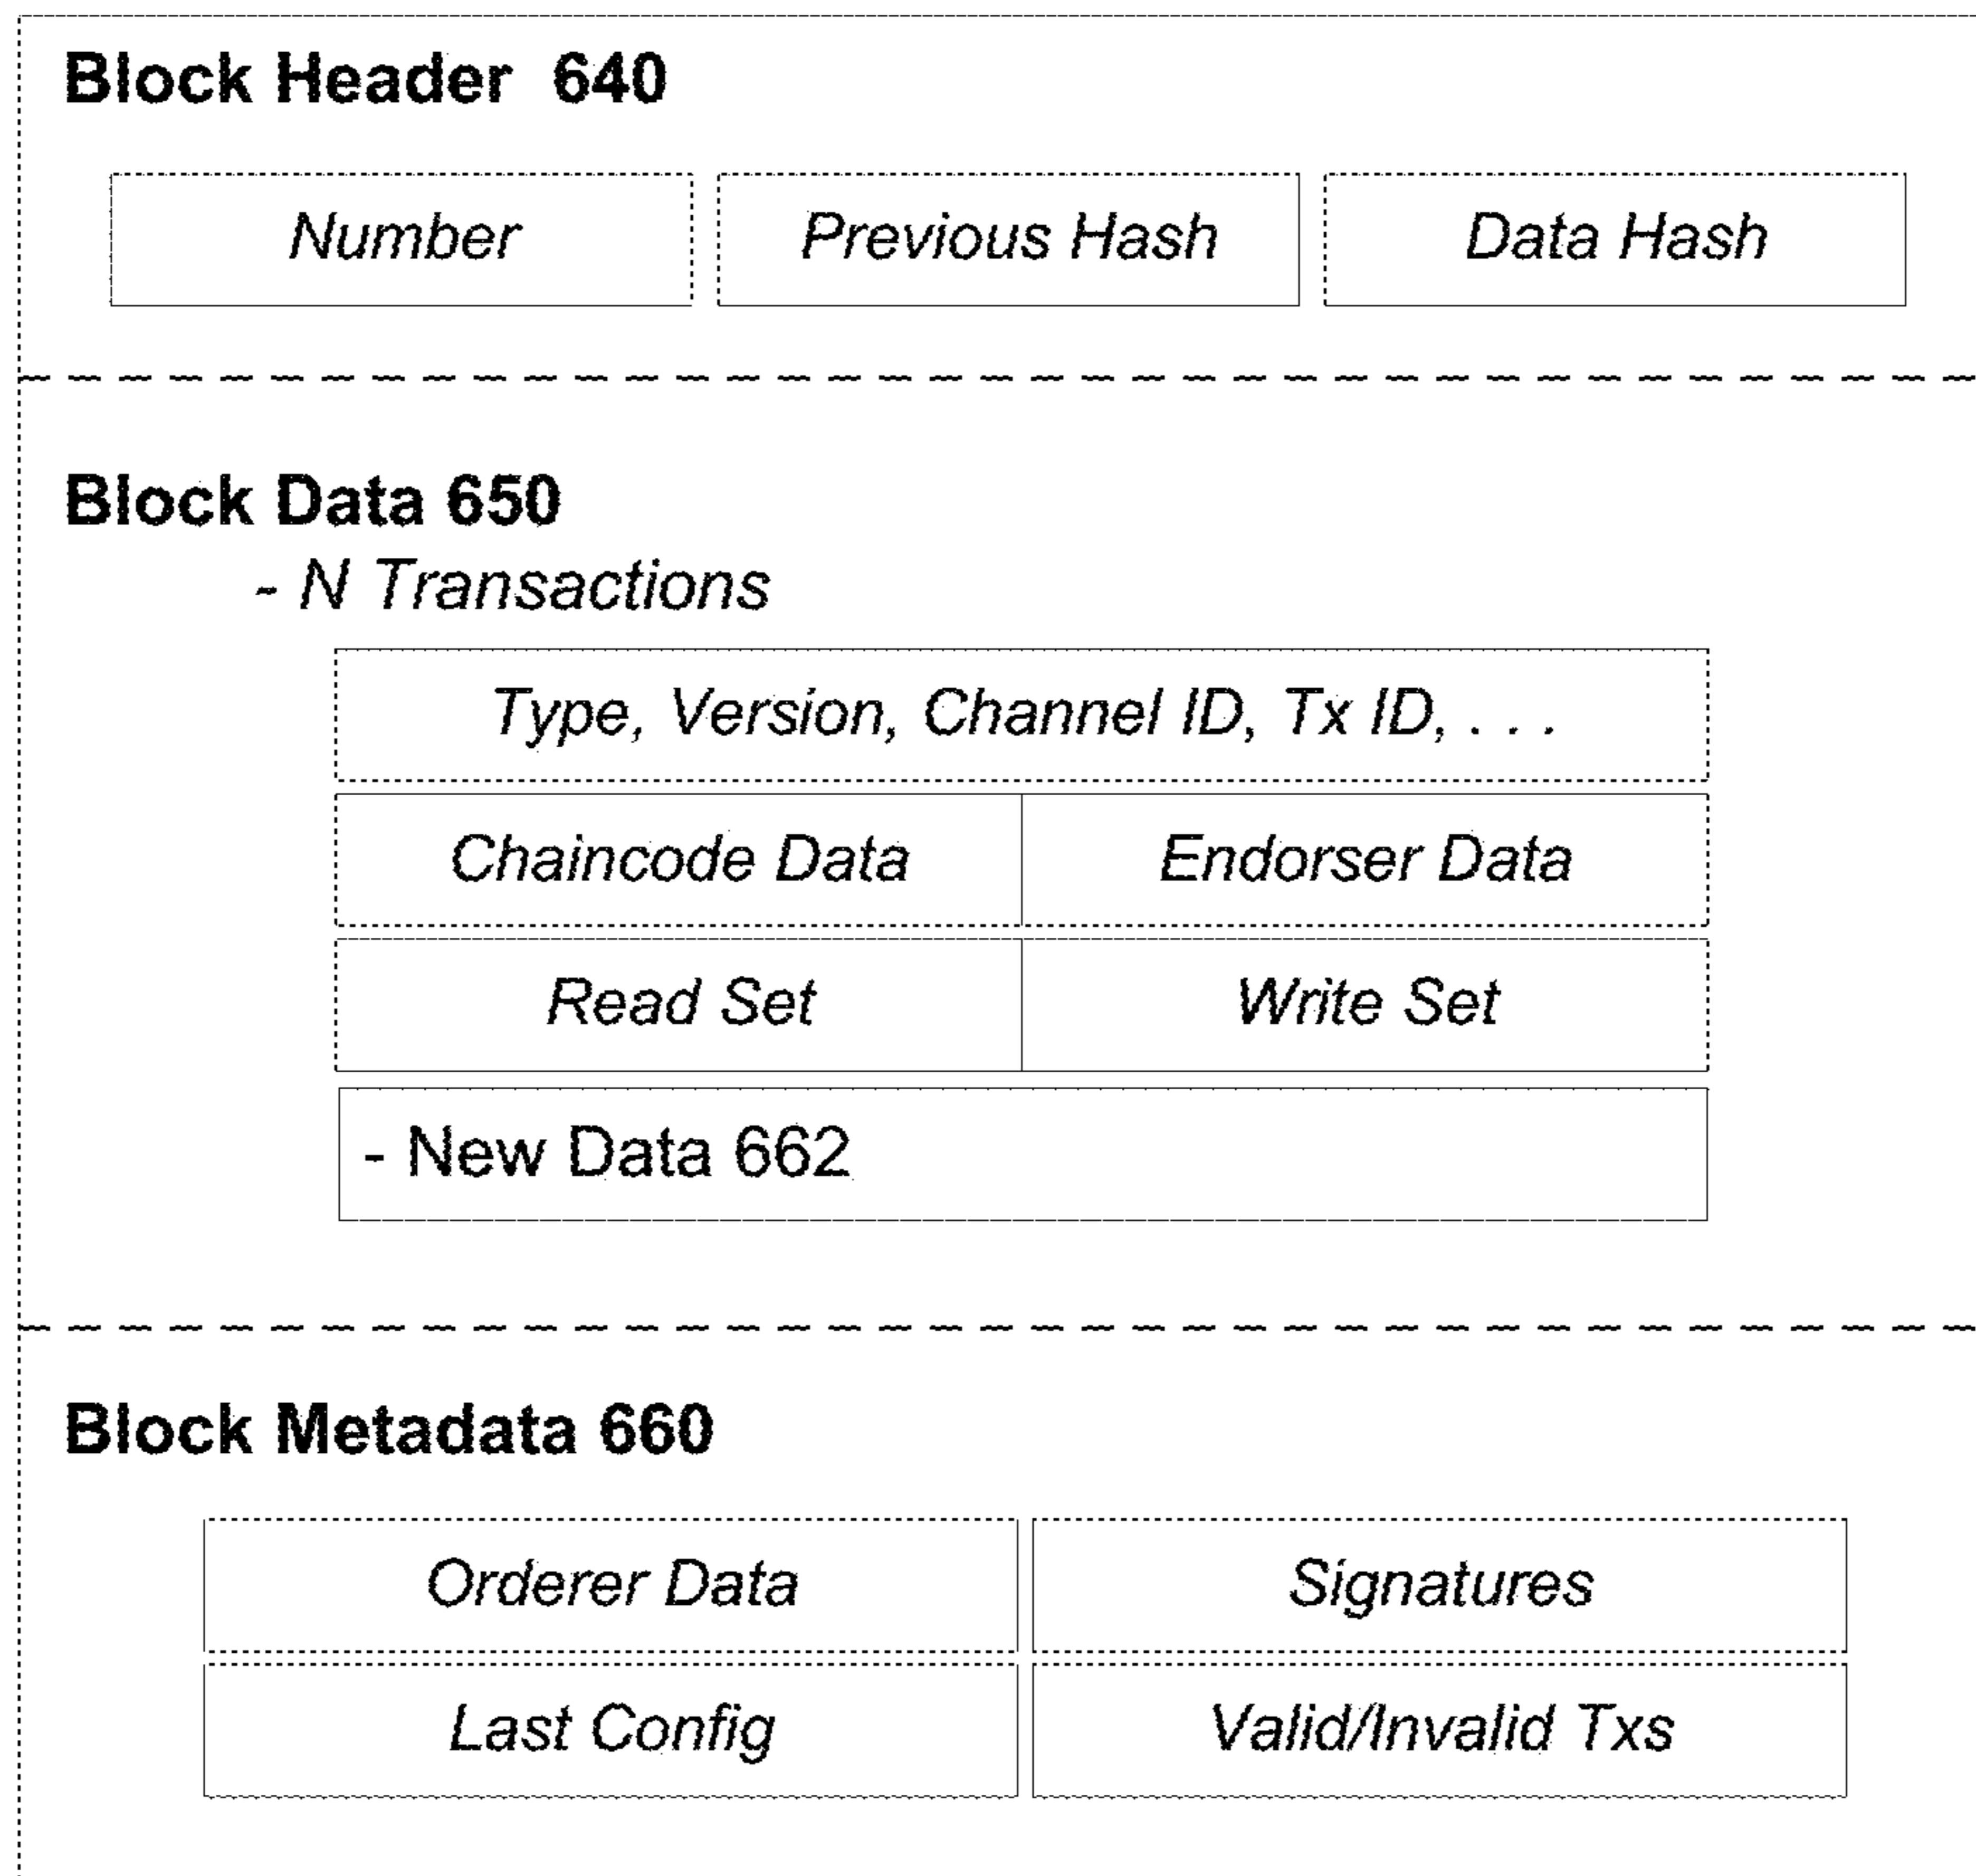 Block Header 640
Number Previous Hash Data Hash
Block Data 650
- N Transactions
Type, Version, Channel ID, Tx ID, . . .
Chaincode Data Endorser Data
Read Set Write Set
- New Data 662
Block Metadata 660
Orderer Data Signatures
Last Config Valid/Invalid Txs